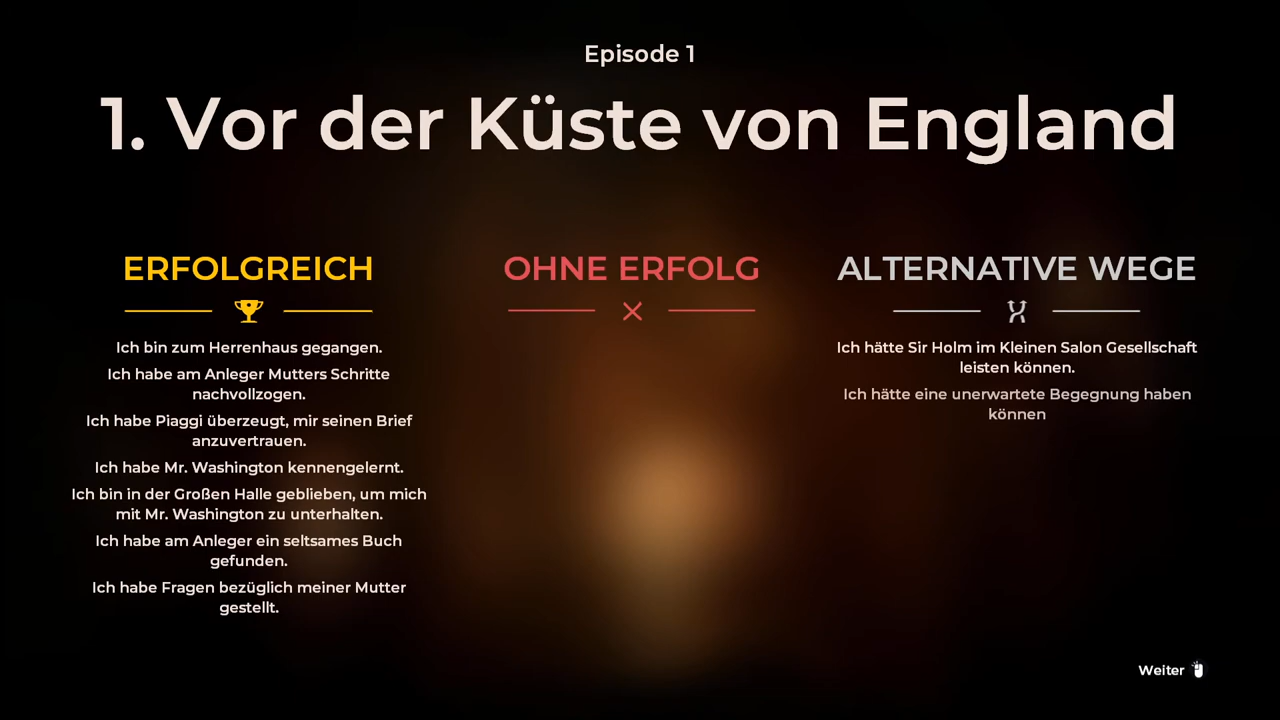 Episode 1
1. Vor der Küste von England
ERFOLGREICH
Ich bin zum Herrenhaus gegangen.
Ich habe am Anleger Mutters Schritte
nachvollzogen.
Ich habe Piaggi überzeugt, mir seinen Brief
anzuvertrauen.
Ich habe Mr. Washington kennengelernt.
Ich bin in der Großen Halle geblieben, um mich
mit Mr. Washington zu unterhalten.
Ich habe am Anleger ein seltsames Buch
gefunden.
Ich habe Fragen bezüglich meiner Mutter
gestellt.
OHNE ERFOLG
ALTERNATIVE WEGE
Ich hätte Sir Holm im Kleinen Salon Gesellschaft
leisten können.
Ich hätte eine unerwartete Begegnung haben
können
Weiter